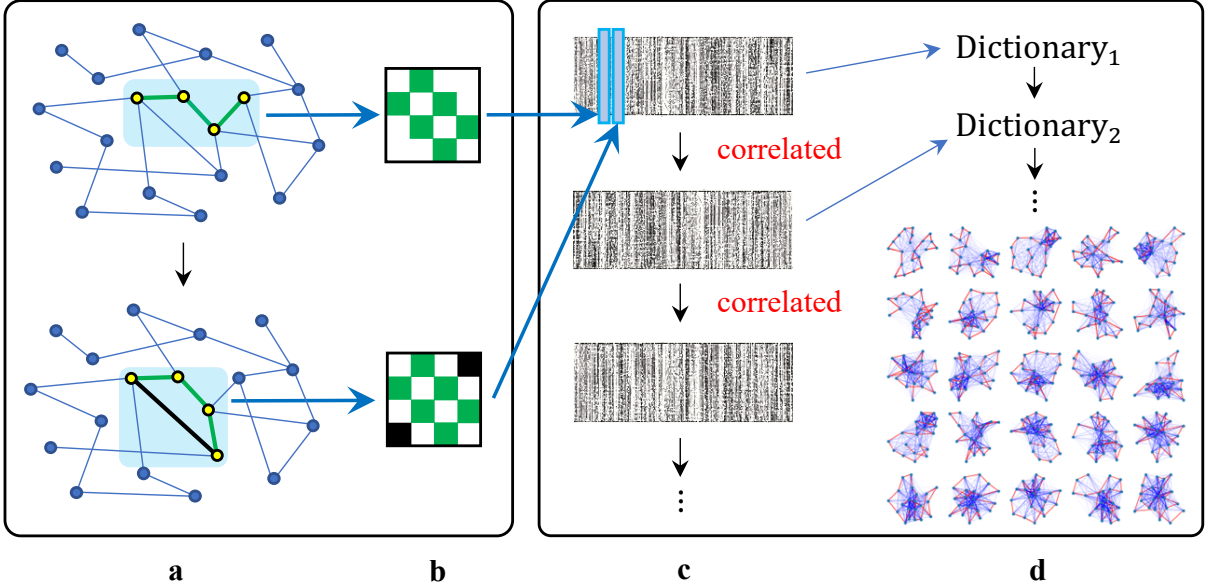 Dictionary₁
correlated
Dictionary₂
correlated
a b c d